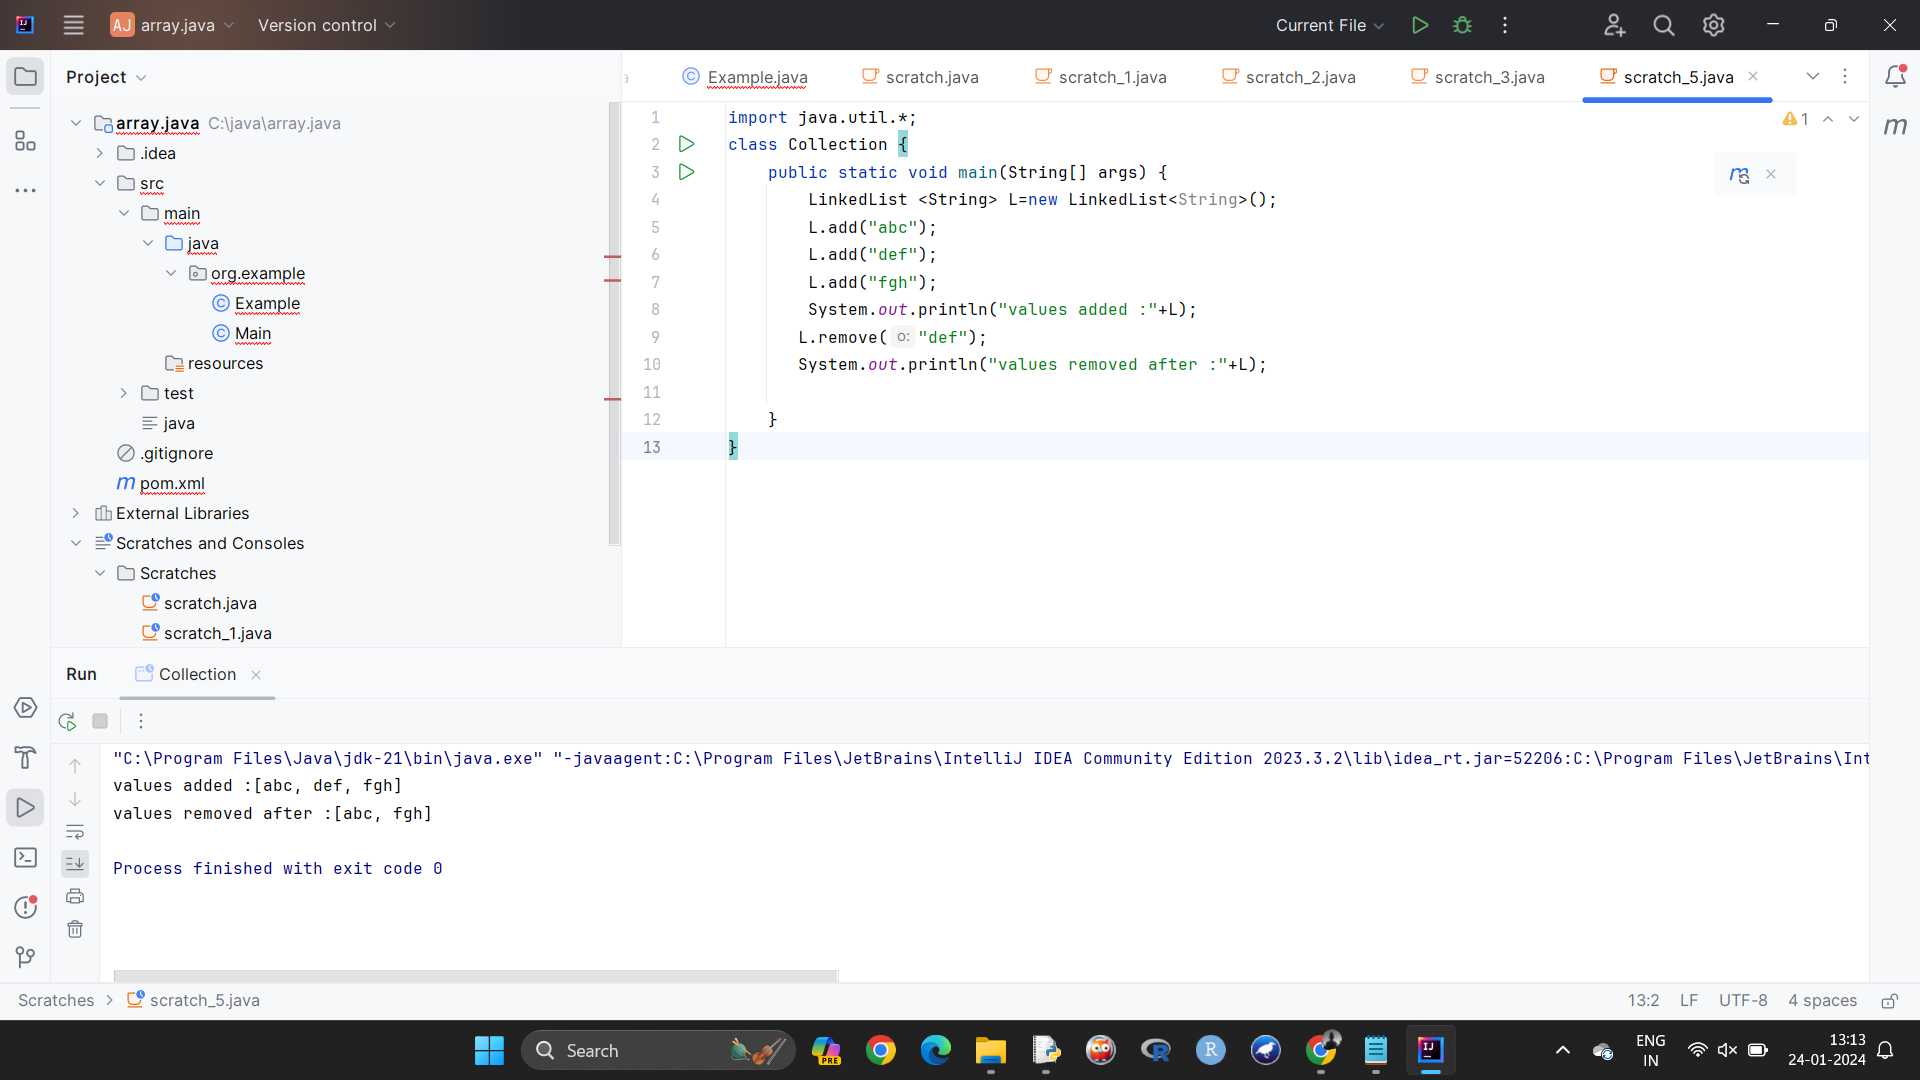 AJ array.java Version control Current File
Project
Example.java scratch.java scratch_1.java scratch_2.java scratch_3.java scratch_5.java
array.java C:\java\array.java
.idea
src
main
java
org.example
Example
Main
resources
test
java
.gitignore
pom.xml
External Libraries
Scratches and Consoles
Scratches
scratch.java
scratch_1.java
1 import java.util.*;
2 class Collection {
3 public static void main(String[] args) {
4 LinkedList <String> L=new LinkedList<String>();
5 L.add("abc");
6 L.add("def");
7 L.add("fgh");
8 System.out.println("values added :"+L);
9 L.remove( o: "def");
10 System.out.println("values removed after :"+L);
11
12 }
13 }
1
Run Collection
"C:\Program Files\Java\jdk-21\bin\java.exe" "-javaagent:C:\Program Files\JetBrains\IntelliJ IDEA Community Edition 2023.3.2\lib\idea_rt.jar=52206:C:\Program Files\JetBrains\Int
values added :[abc, def, fgh]
values removed after :[abc, fgh]
Process finished with exit code 0
Scratches > scratch_5.java 13:2 LF UTF-8 4 spaces
Search
PRE
ENG
IN
13:13
24-01-2024